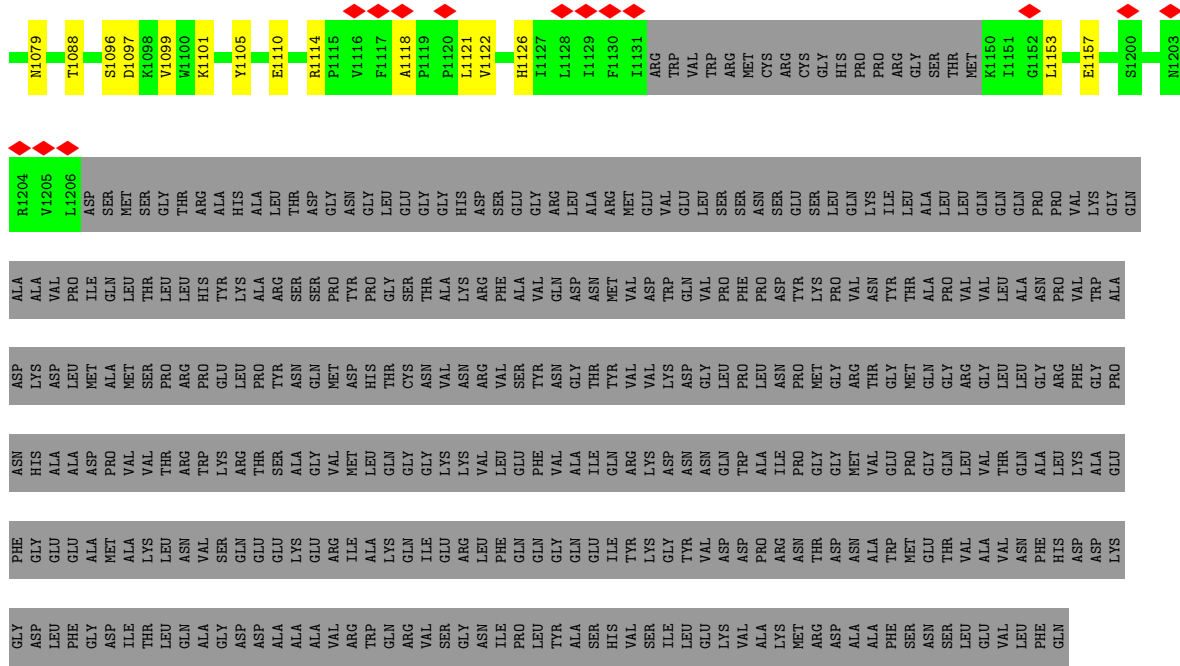 N1079 T1088 S1096 D1097 K1098 V1099 W1100 K1101 Y1105 E1110 R1114 P1115 V1116 F1117 A1118 P1119 P1120 L1121 V1122 H1126 I1127 L1128 I1129 F1130 I1131 ARG TRP VAL TRP ARG MET CYS ARG CYS GLY HIS PRO PRO ARG GLY SER THR MET K1150 I1151 G1152 L1153 E1157 S1200 N1203
R1204 V1205 L1206 ASP SER MET SER GLY THR ARG ALA HIS ALA LEU THR ASP GLY ASN GLY LEU GLU GLY GLY HIS ASP SER GLU GLY ARG LEU ALA ARG MET GLU VAL GLU LEU SER SER ASN SER GLU SER LEU GLN LYS ILE LEU ALA LEU LEU GLN GLN GLN PRO PRO VAL LYS GLY GLN
ALA ALA VAL PRO ILE GLN LEU THR LEU LEU HIS TYR LYS ALA ARG SER SER PRO TYR PRO GLY SER THR ALA LYS ARG PHE ALA VAL GLN ASP ASN MET VAL ASP TRP GLN VAL PRO PHE PRO ASP TYR LYS PRO VAL ASN TYR THR ALA PRO VAL VAL LEU ALA ASN PRO VAL TRP ALA
ASP LYS ASP LEU MET ALA MET SER PRO ARG PRO GLU LEU PRO TYR ASN GLN MET ASP HIS THR CYS ASN VAL ASN ARG VAL SER TYR ASN GLY THR TYR VAL VAL LYS ASP GLY LEU PRO LEU ASN PRO MET GLY ARG THR GLY MET GLN GLY ARG GLY LEU LEU GLY ARG PHE GLY PRO
ASN HIS ALA ALA ASP PRO VAL VAL THR ARG TRP LYS ARG THR SER ALA GLY VAL MET LEU GLN GLY GLY LYS LYS VAL LEU GLU PHE VAL ALA ILE GLN ARG LYS ASP ASN ASN GLN TRP ALA ILE PRO GLY GLY MET VAL GLU PRO GLY GLN LEU VAL THR GLN ALA LEU LYS ALA GLU
PHE GLY GLU GLU ALA MET ALA LYS LEU ASN VAL SER GLN GLU GLU LYS GLU ARG ILE ALA LYS GLN ILE GLU ARG LEU PHE GLN GLN GLY GLN GLU ILE TYR LYS GLY TYR VAL ASP ASP PRO ARG ASN THR ASP ASN ALA TRP MET GLU THR VAL ALA VAL ASN PHE HIS ASP ASP LYS
GLY ASP LEU PHE GLY ASP ILE THR LEU GLN ALA GLY ASP ASP ALA ALA ALA VAL ARG TRP GLN ARG VAL SER GLY ASN ILE PRO LEU TYR ALA SER HIS VAL SER ILE LEU GLU LYS VAL ALA LYS MET ARG ASP ALA ALA PHE SER ASN SER LEU GLU VAL LEU PHE GLN